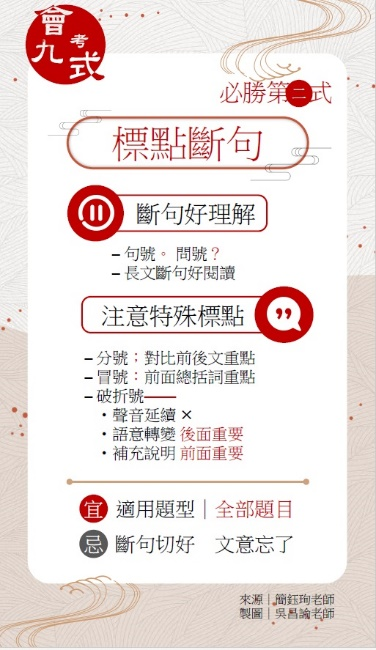 會考九式
必勝第二式
標點斷句
斷句好理解
– 句號。問號？
– 長文斷句好閱讀
注意特殊標點
– 分號；對比前後文重點
– 冒號：前面總括詞重點
– 破折號——
・聲音延續 ×
・語意轉變 後面重要
・補充說明 前面重要
宜 適用題型｜全部題目
忌 斷句切好 文意忘了
來源｜簡鈺珣老師
製圖｜吳昌諭老師